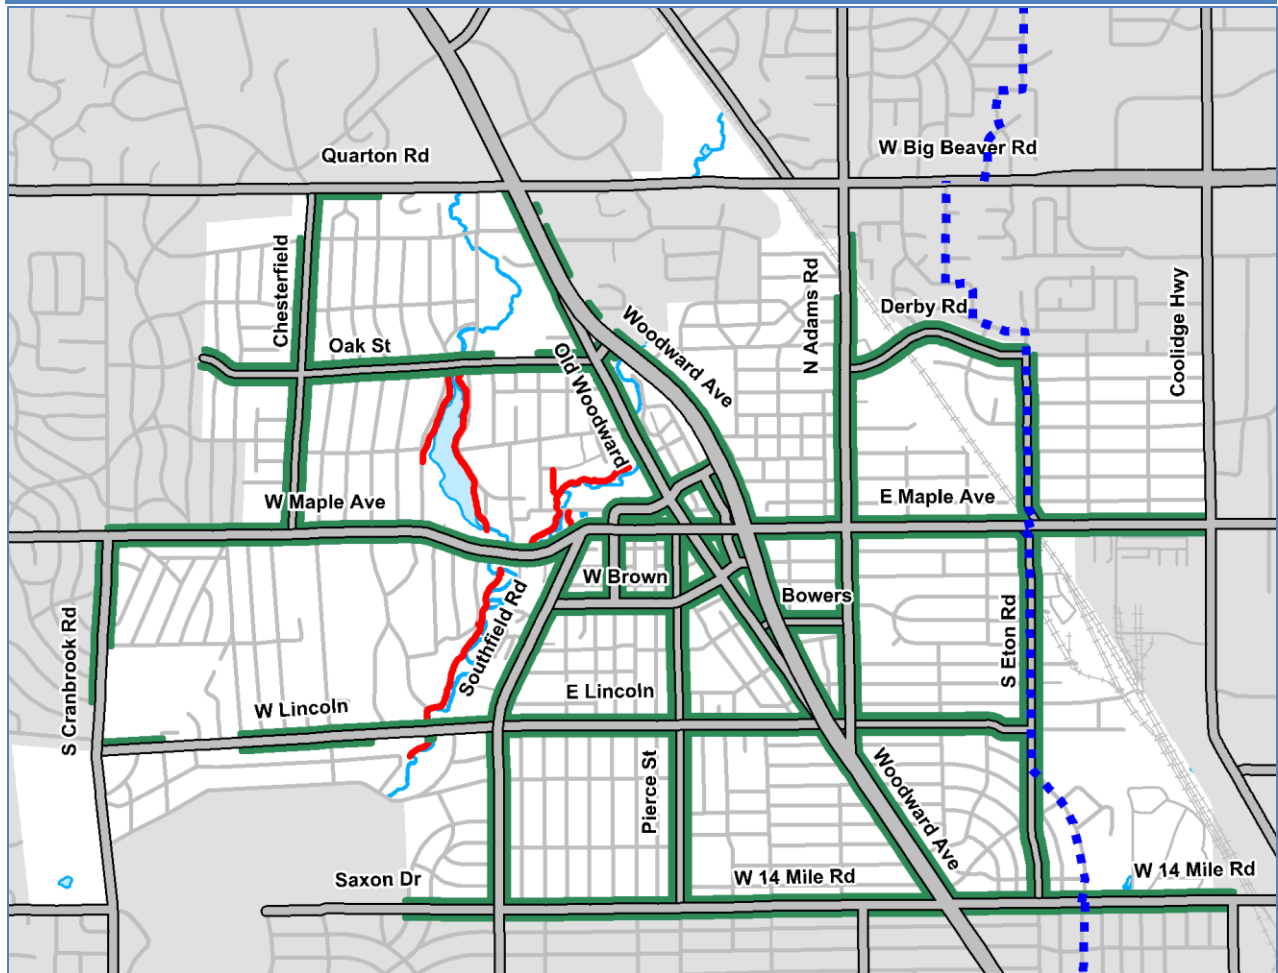 Quarton Rd
W Big Beaver Rd
Chesterfield
N Adams Rd
Coolidge Hwy
Derby Rd
Woodward Ave
Oak St
Old Woodward
W Maple Ave
E Maple Ave
W Brown
Bowers
S Cranbrook Rd
Southfield Rd
S Eton Rd
E Lincoln
W Lincoln
Pierce St
Woodward Ave
Saxon Dr
W 14 Mile Rd
W 14 Mile Rd